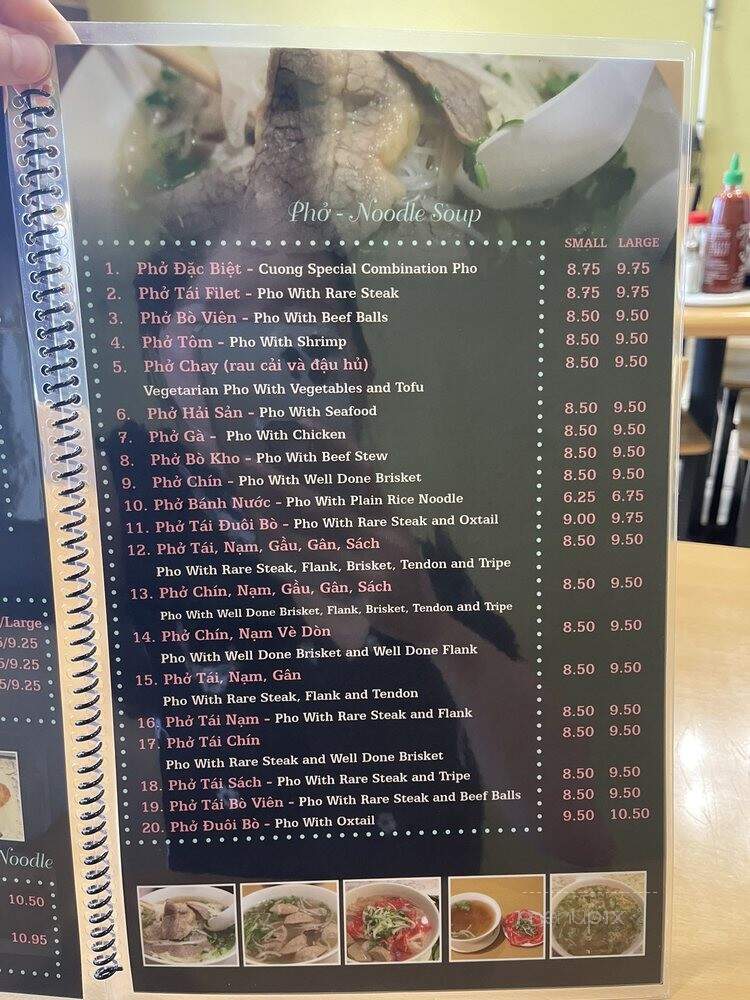 Phở - Noodle Soup
SMALL LARGE
1. Phở Đặc Biệt - Cuong Special Combination Pho 8.75 9.75
2. Phở Tái Filet - Pho With Rare Steak 8.75 9.75
3. Phở Bò Viên - Pho With Beef Balls 8.50 9.50
4. Phở Tôm - Pho With Shrimp 8.50 9.50
5. Phở Chay (rau cải và đậu hủ) 8.50 9.50
Vegetarian Pho With Vegetables and Tofu
6. Phở Hải Sản - Pho With Seafood 8.50 9.50
7. Phở Gà - Pho With Chicken 8.50 9.50
8. Phở Bò Kho - Pho With Beef Stew 8.50 9.50
9. Phở Chín - Pho With Well Done Brisket 8.50 9.50
10. Phở Bánh Nước - Pho With Plain Rice Noodle 6.25 6.75
11. Phở Tái Đuôi Bò - Pho With Rare Steak and Oxtail 9.00 9.75
12. Phở Tái, Nạm, Gầu, Gân, Sách 8.50 9.50
Pho With Rare Steak, Flank, Brisket, Tendon and Tripe
13. Phở Chín, Nạm, Gầu, Gân, Sách 8.50 9.50
Pho With Well Done Brisket, Flank, Brisket, Tendon and Tripe
14. Phở Chín, Nạm Vè Dòn 8.50 9.50
Pho With Well Done Brisket and Well Done Flank
15. Phở Tái, Nạm, Gân 8.50 9.50
Pho With Rare Steak, Flank and Tendon
16. Phở Tái Nạm - Pho With Rare Steak and Flank 8.50 9.50
17. Phở Tái Chín 8.50 9.50
Pho With Rare Steak and Well Done Brisket
18. Phở Tái Sách - Pho With Rare Steak and Tripe 8.50 9.50
19. Phở Tái Bò Viên - Pho With Rare Steak and Beef Balls 8.50 9.50
20. Phở Đuôi Bò - Pho With Oxtail 9.50 10.50
/Large
5/9.25
5/9.25
5/9.25
Noodle
10.50
10.95
menupix